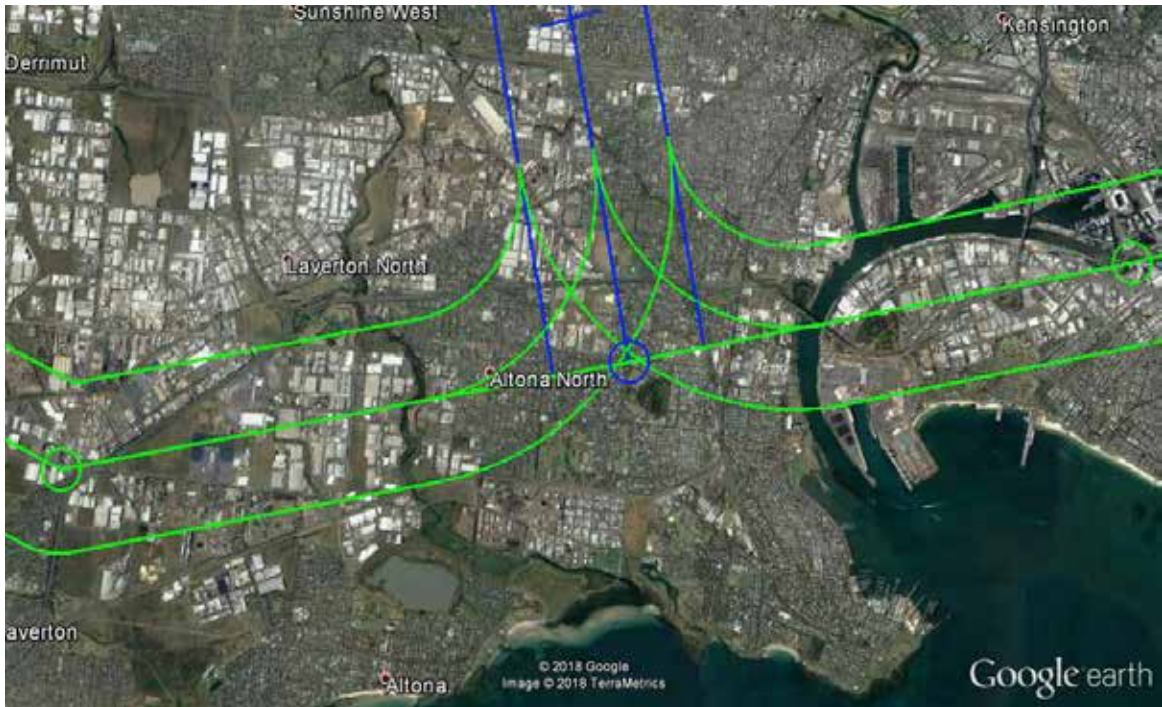 Sunshine West
Kensington
Derrimut
Laverton North
Altona North
averton
© 2018 Google
Image © 2018 TerraMetrics
Altona
Google earth